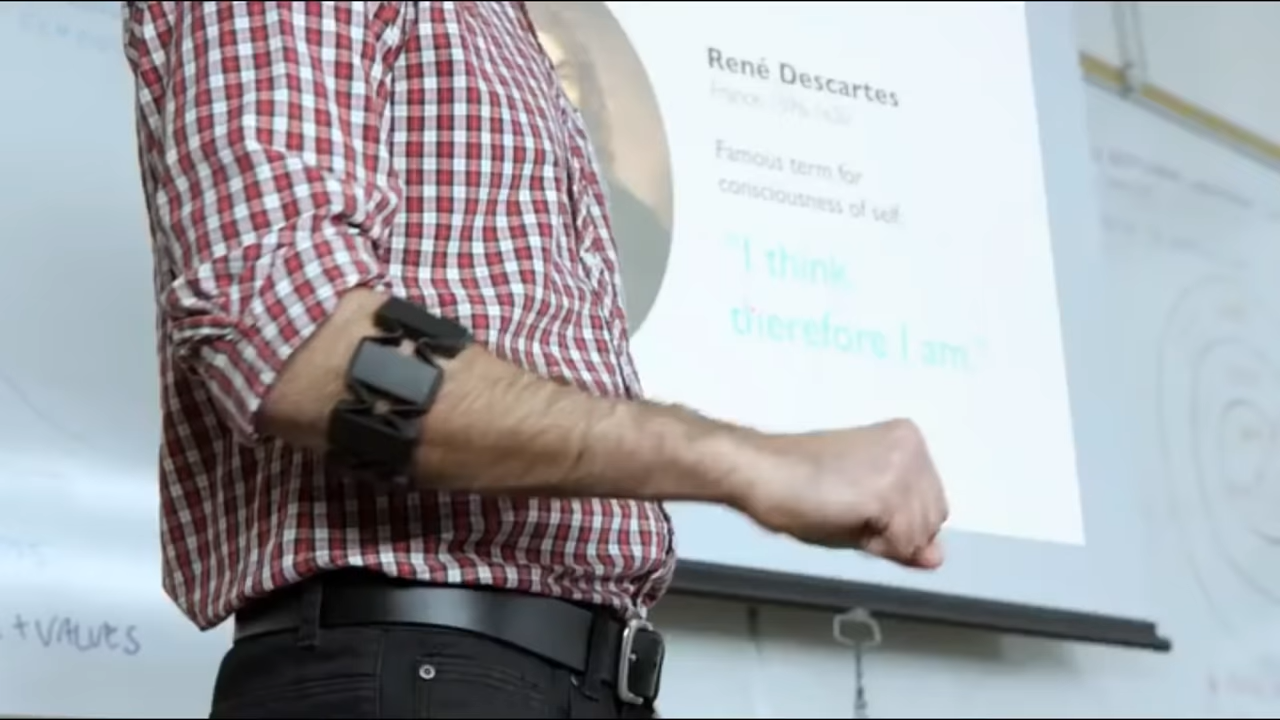 René Descartes
Famous term for
consciousness of self:
"I think
therefore I am."
+VALUES